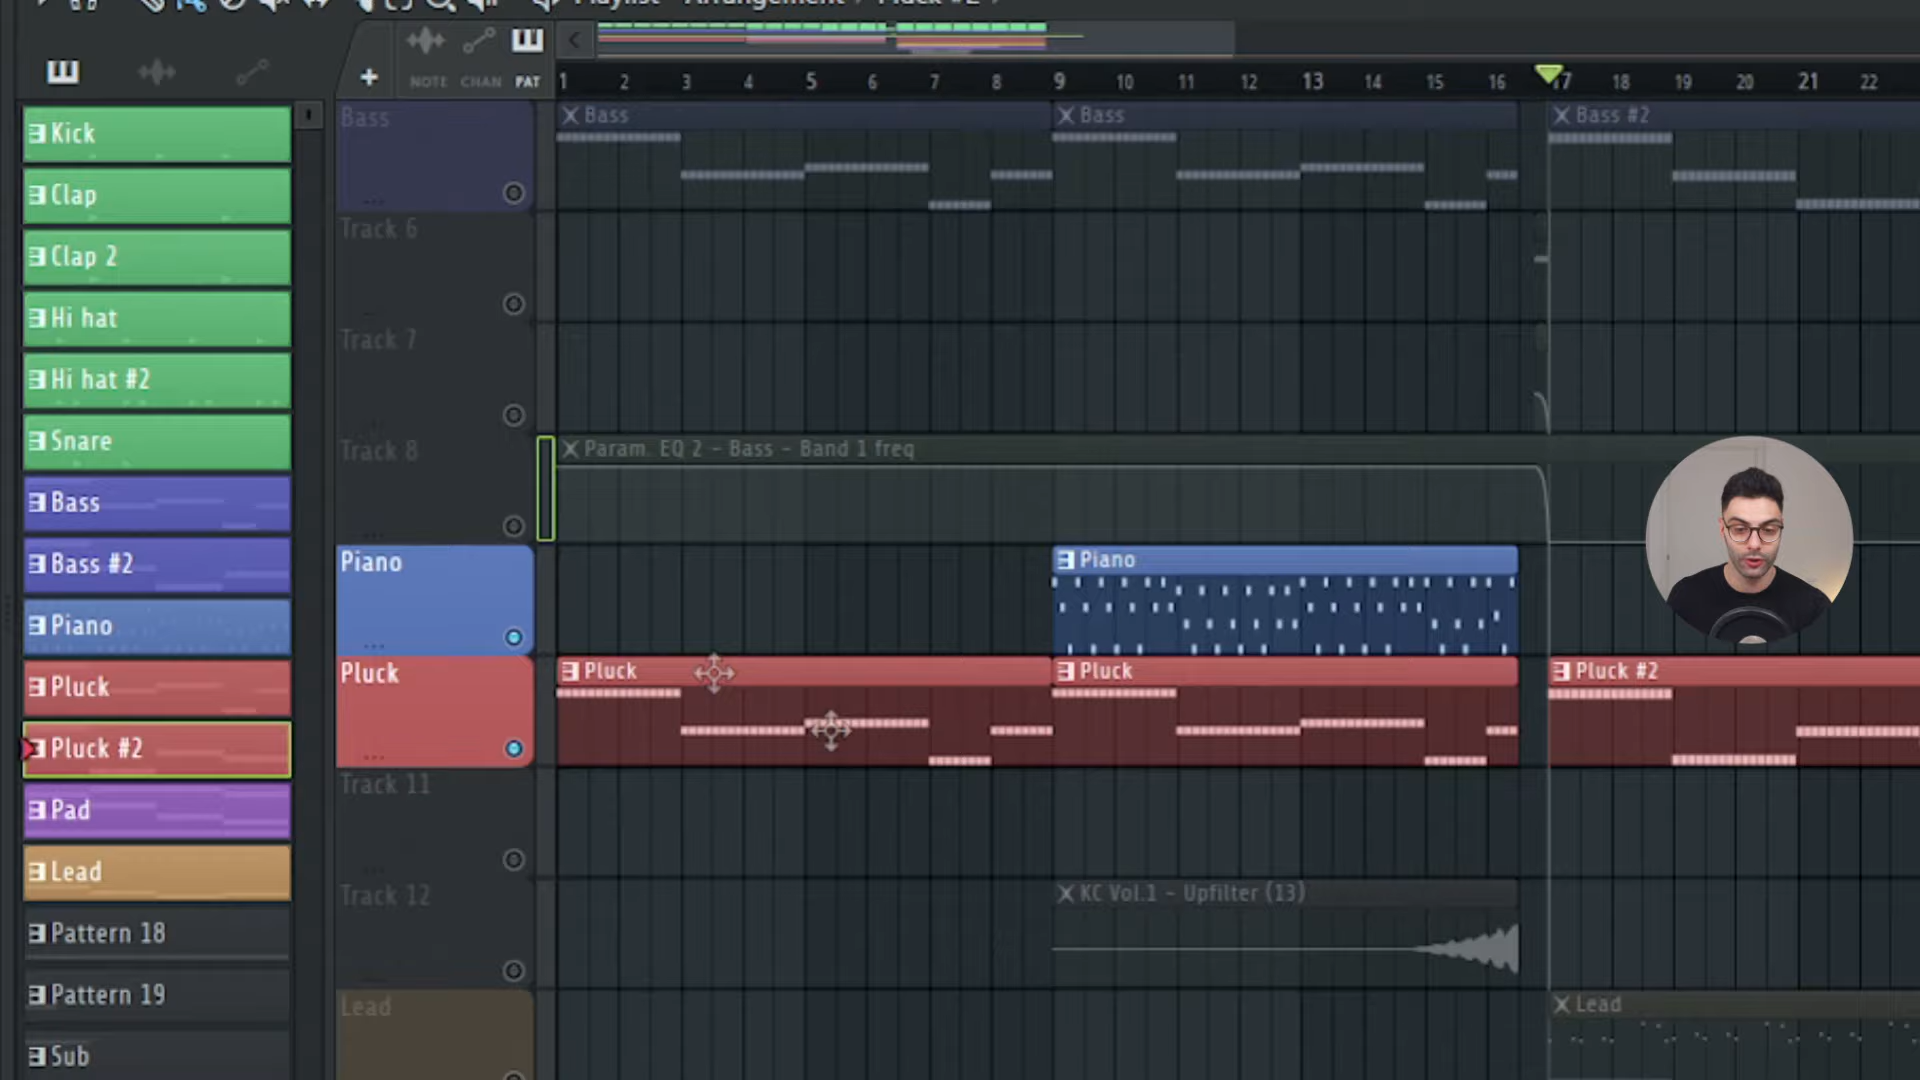 Playlist - Arrangement › Pluck #2 ›
NOTE CHAN PAT
1 2 3 4 5 6 7 8 9 10 11 12 13 14 15 16 17 18 19 20 21 22
Kick
Clap
Clap 2
Hi hat
Hi hat #2
Snare
Bass
Bass #2
Piano
Pluck
Pluck #2
Pad
Lead
Pattern 18
Pattern 19
Sub
Bass
Track 6
Track 7
Track 8
Piano
Pluck
Track 11
Track 12
Lead
Bass
Bass
Bass #2
Param. EQ 2 - Bass - Band 1 freq
Piano
Pluck
Pluck
Pluck #2
KC Vol.1 - Upfilter (13)
Lead